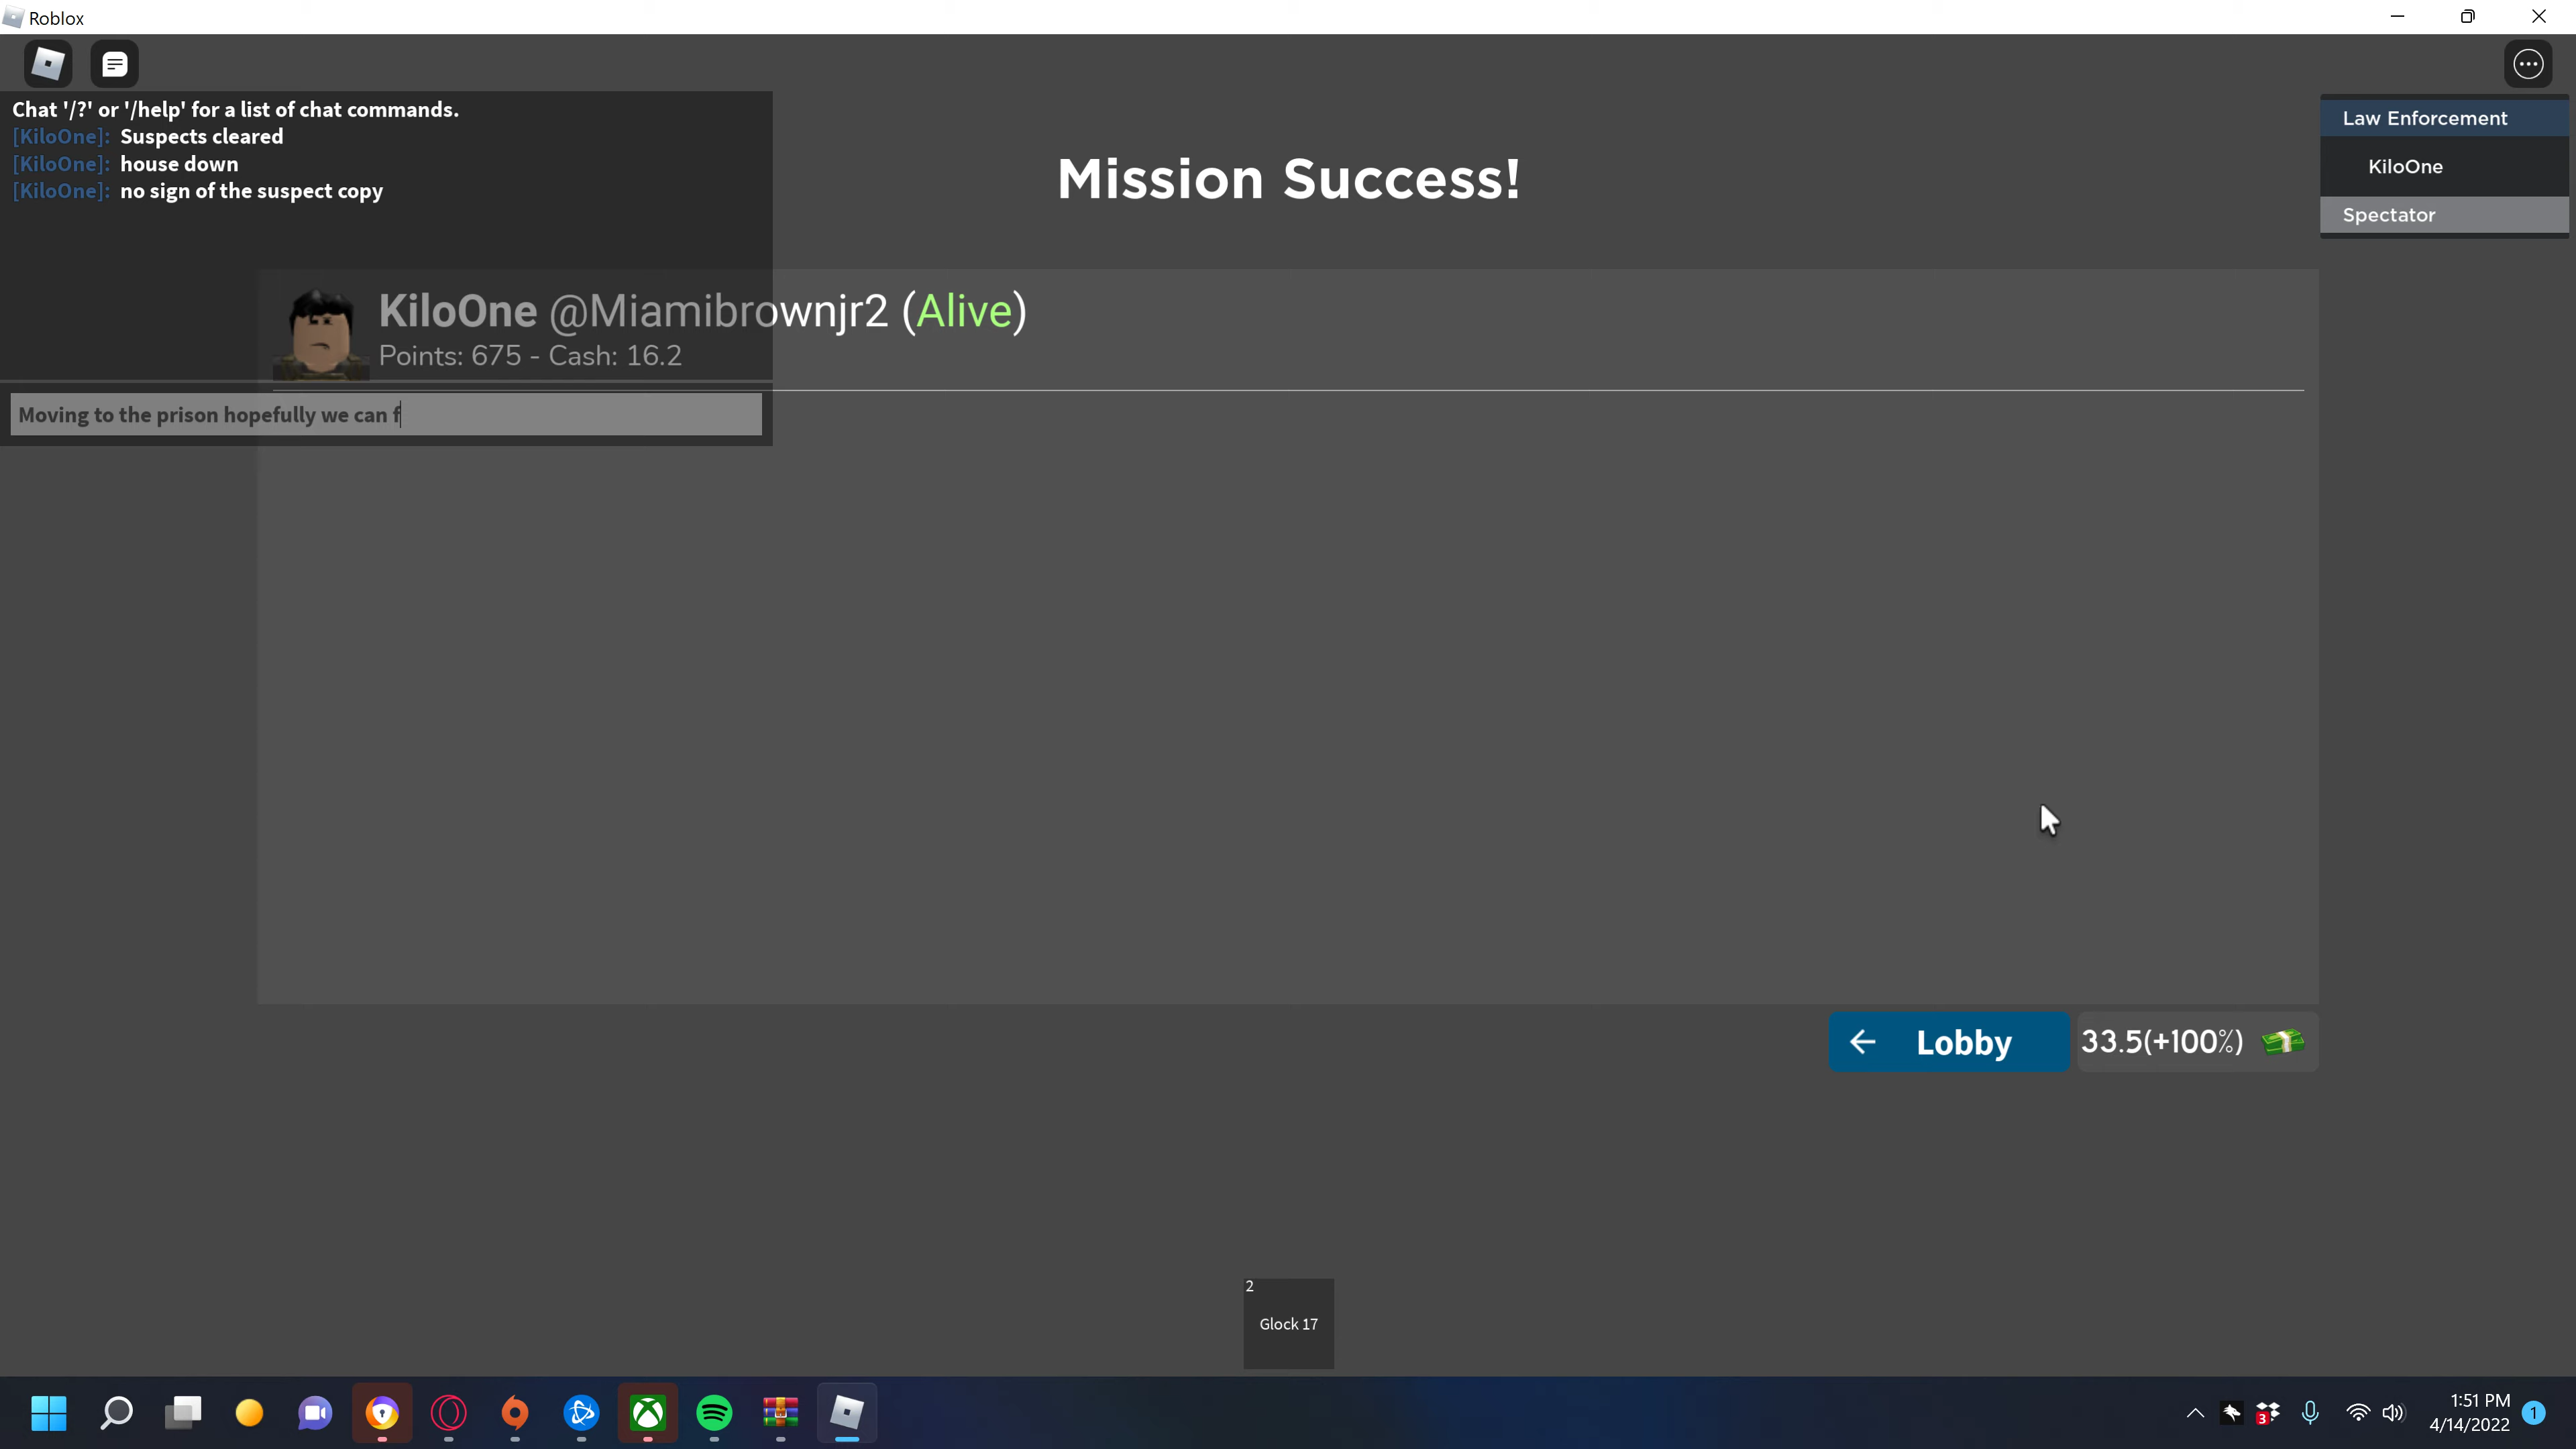 Roblox
Chat '/?' or '/help' for a list of chat commands.
[KiloOne]: Suspects cleared
[KiloOne]: house down
[KiloOne]: no sign of the suspect copy
Mission Success!
Law Enforcement
KiloOne
Spectator
KiloOne @Miamibrownjr2 (Alive)
Points: 675 - Cash: 16.2
Moving to the prison hopefully we can f
Lobby
33.5(+100%)
2
Glock 17
3
1:51 PM
4/14/2022
1